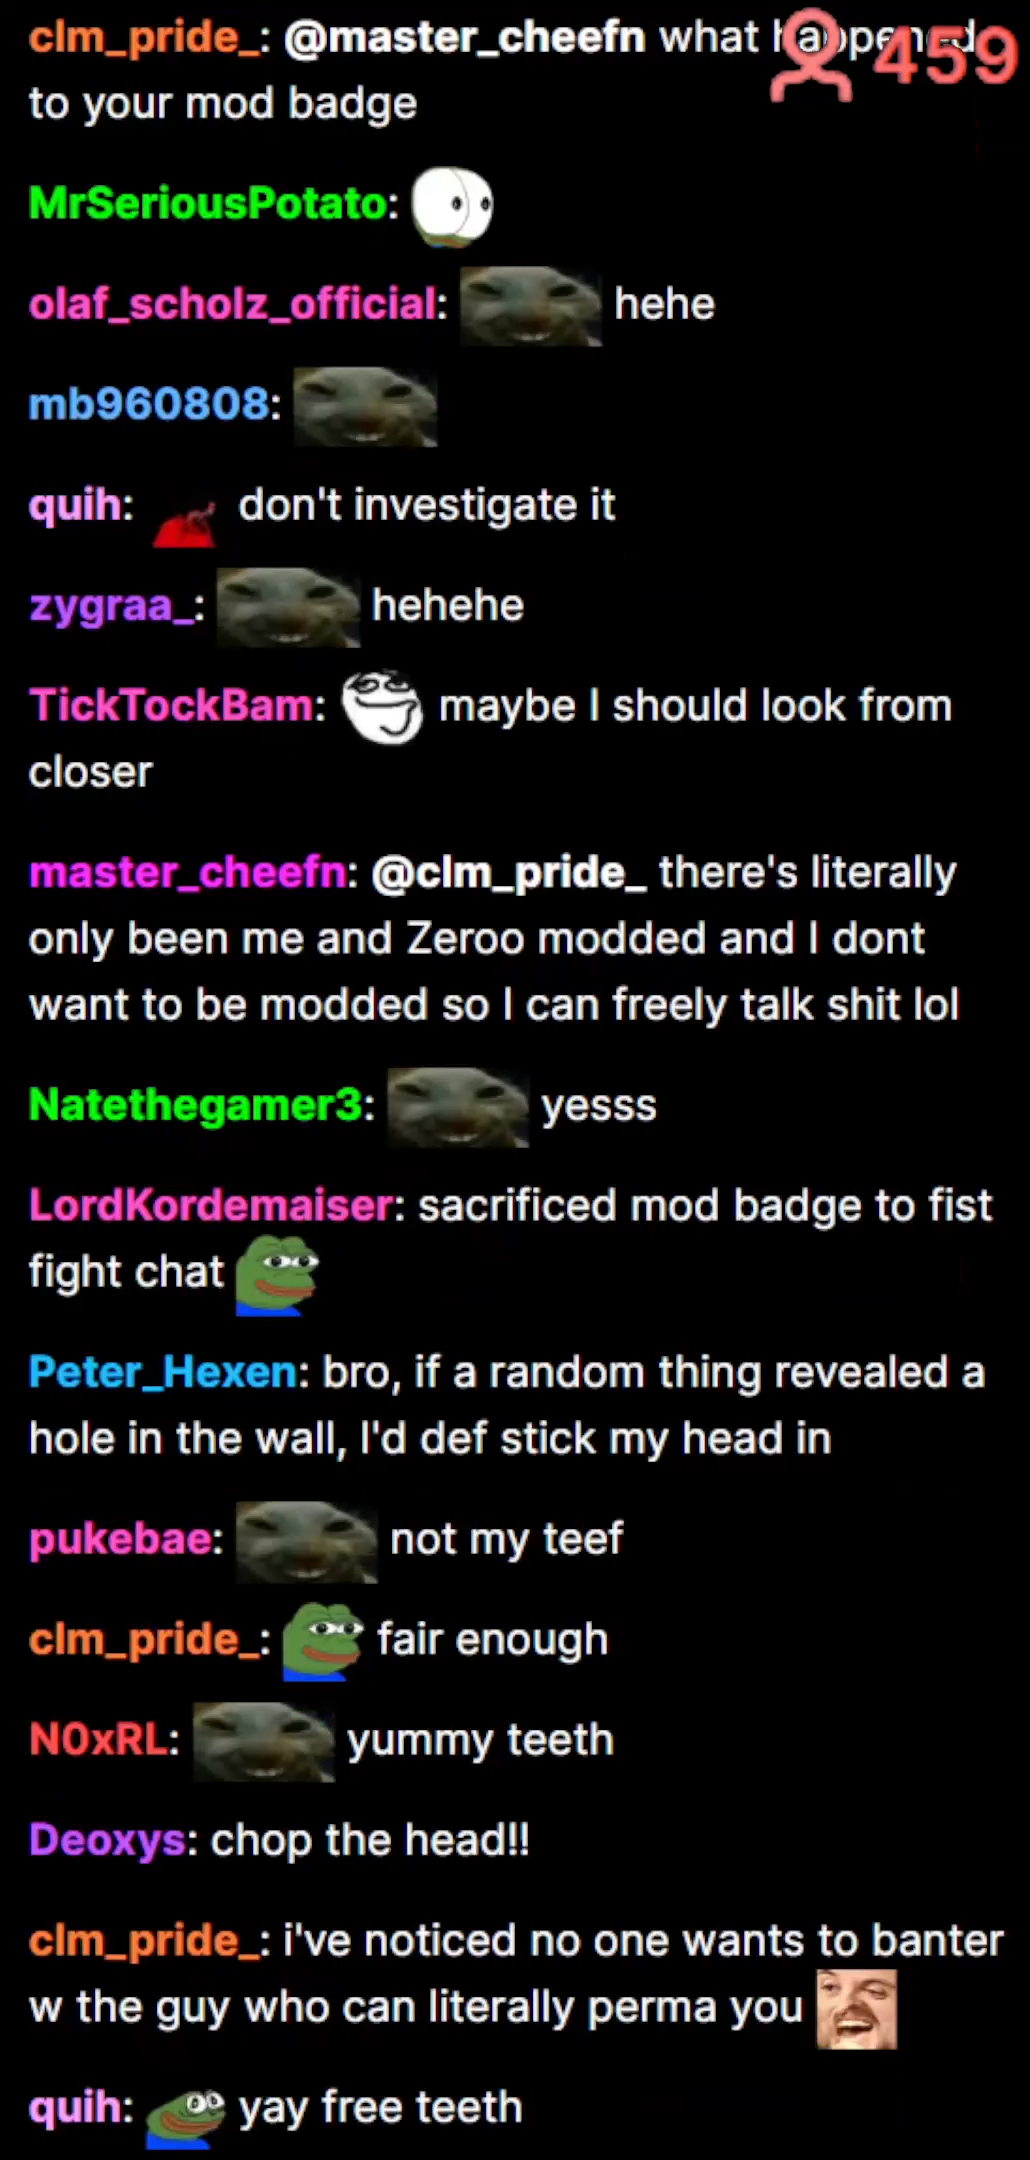 clm_pride_: @master_cheefn what happened
459
to your mod badge
MrSeriousPotato:
olaf_scholz_official: hehe
mb960808:
quih: don't investigate it
zygraa_: hehehe
TickTockBam: maybe I should look from
closer
master_cheefn: @clm_pride_ there's literally
only been me and Zeroo modded and I dont
want to be modded so I can freely talk shit lol
Natethegamer3: yesss
LordKordemaiser: sacrificed mod badge to fist
fight chat
Peter_Hexen: bro, if a random thing revealed a
hole in the wall, I'd def stick my head in
pukebae: not my teef
clm_pride_: fair enough
N0xRL: yummy teeth
Deoxys: chop the head!!
clm_pride_: i've noticed no one wants to banter
w the guy who can literally perma you
quih: yay free teeth